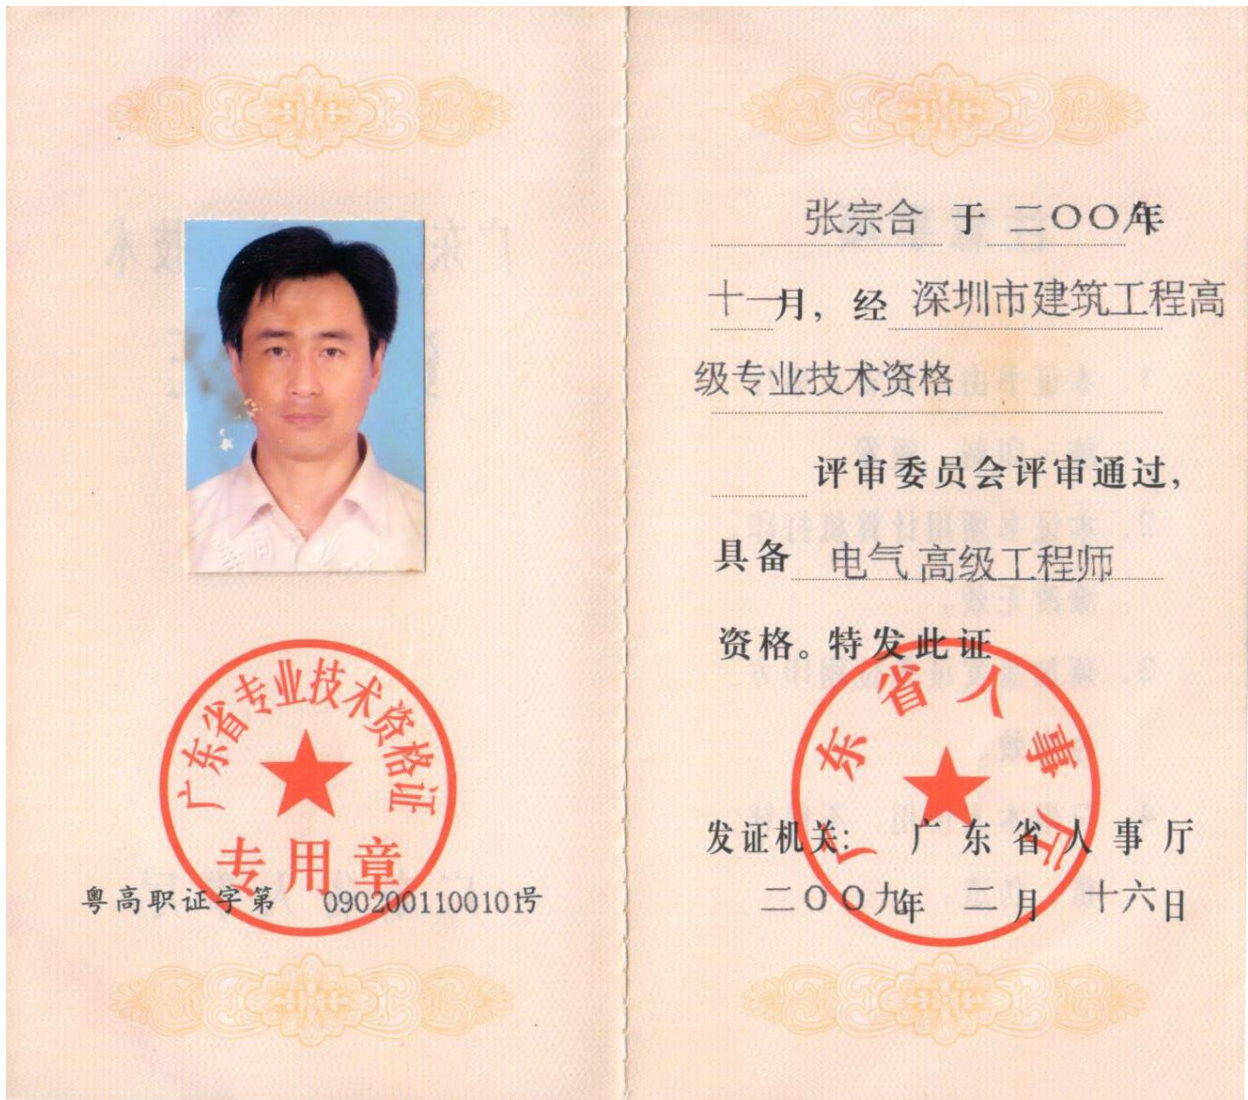 广东省专业技术资格证
专用章
粤高职证字第 0902001100101号
张宗合 于 二〇〇八年
十一月，经 深圳市建筑工程高
级专业技术资格
评审委员会评审通过，
具备 电气高级工程师
资格。特发此证
广东省人事厅
发证机关：广东省人事厅
二〇〇九年 二月 十六日